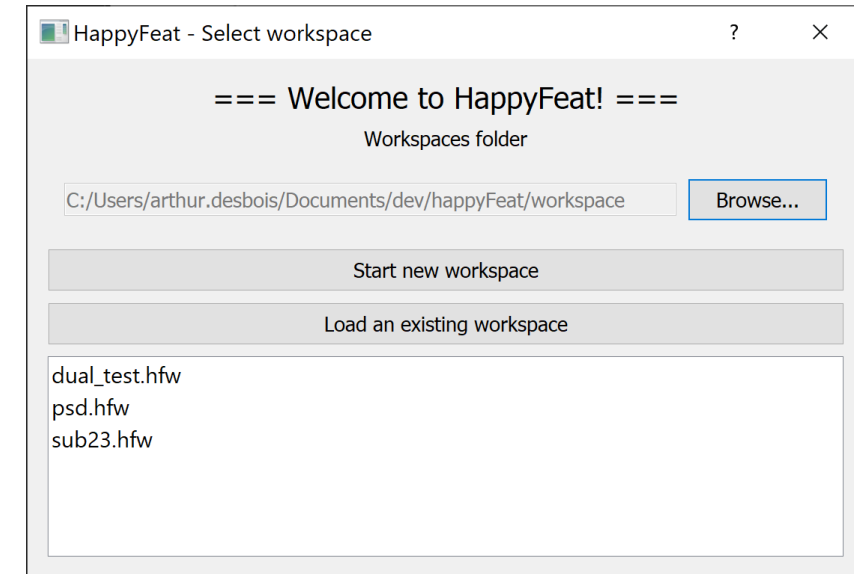 HappyFeat - Select workspace ?
=== Welcome to HappyFeat! ===
Workspaces folder
C:/Users/arthur.desbois/Documents/dev/happyFeat/workspace Browse...
Start new workspace
Load an existing workspace
dual_test.hfw
psd.hfw
sub23.hfw